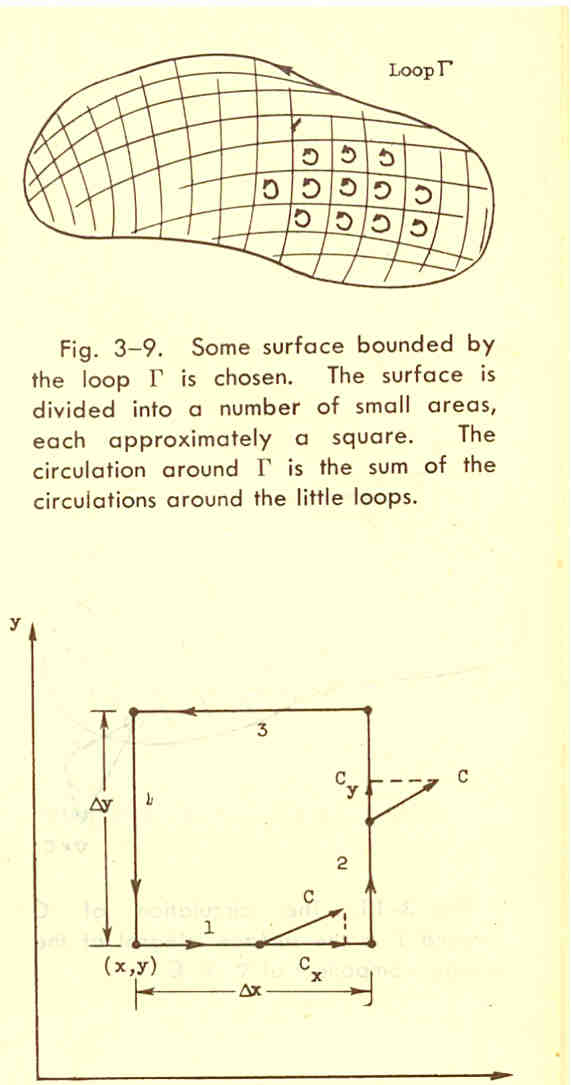 Loop Γ
Fig. 3–9. Some surface bounded by
the loop Γ is chosen. The surface is
divided into a number of small areas,
each approximately a square. The
circulation around Γ is the sum of the
circulations around the little loops.
y
3
Cy
C
Δy
2
C
1
(x,y)
Cx
Δx